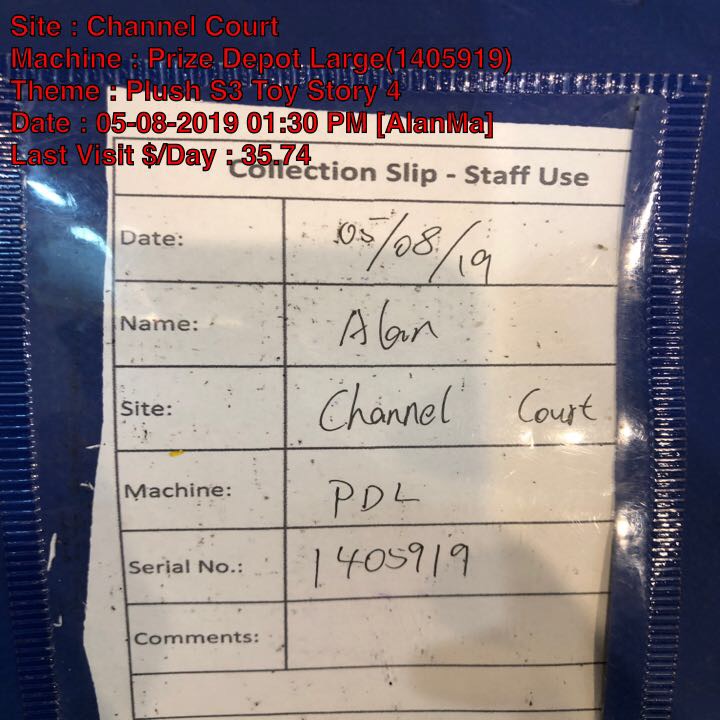 Site : Channel Court
Machine : Prize Depot Large(1405919)
Theme : Plush S3 Toy Story 4
Date : 05-08-2019 01:30 PM [AlanMa]
Last Visit $/Day : 35.74
Collection Slip - Staff Use
Date: 05/08/19
Name: Alan
Site: Channel Court
Machine: PDL
Serial No.: 1405919
Comments: